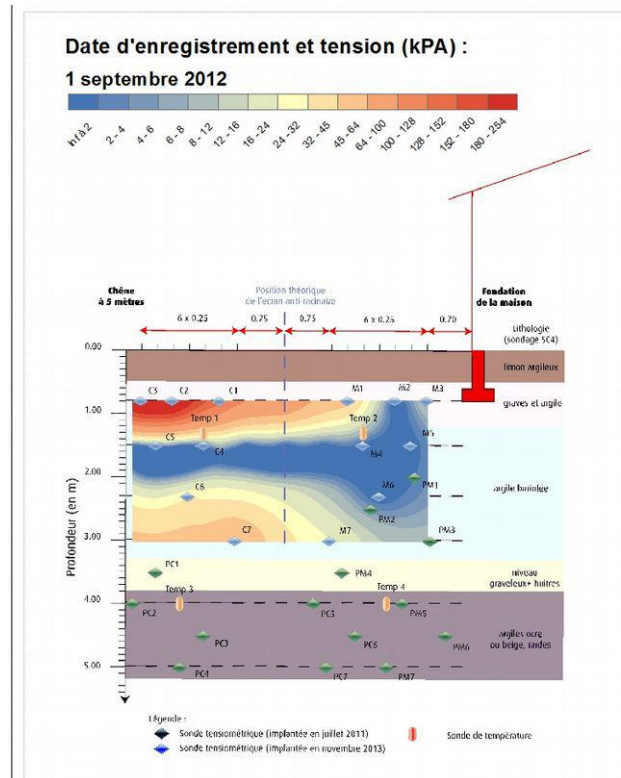 Date d'enregistrement et tension (kPA) :
1 septembre 2012
Inf à 2
2 - 4
4 - 6
6 - 8
8 - 12
12 - 16
16 - 24
24 - 32
32 - 45
45 - 64
64 - 100
100 - 128
128 - 152
152 - 180
180 - 254
Chêne
à 5 mètres
Position théorique
de l'écran anti racinaire
Fondation
de la maison
6 x 0.25
0.75
0.75
6 x 0.25
0.70
Lithologie
(sondage SC4)
0.00
limon argileux
C3
C2
C1
M1
M2
M3
graves et argile
1.00
Temp 1
Temp 2
C5
C4
M4
M5
2.00
C6
M6
PM1
argile bariolée
PM2
C7
M7
PM3
3.00
Profondeur (en m)
PC1
PM4
niveau
graveleux+ huîtres
Temp 3
Temp 4
4.00
PC2
PC5
PM5
PC3
PC6
PM6
argiles ocre
ou beige, raides
5.00
PC4
PC7
PM7
Légende :
Sonde tensiométrique (implantée en juillet 2011)
Sonde de température
Sonde tensiométrique (implantée en novembre 2013)